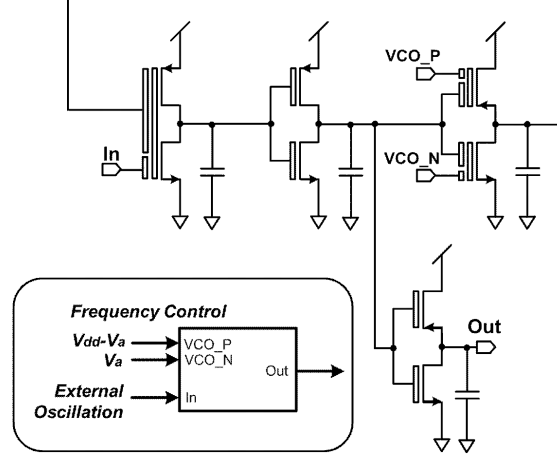 VCO_P
In
VCO_N
Out
Frequency Control
Vdd-Va
VCO_P
Va
VCO_N
Out
External
Oscillation
In